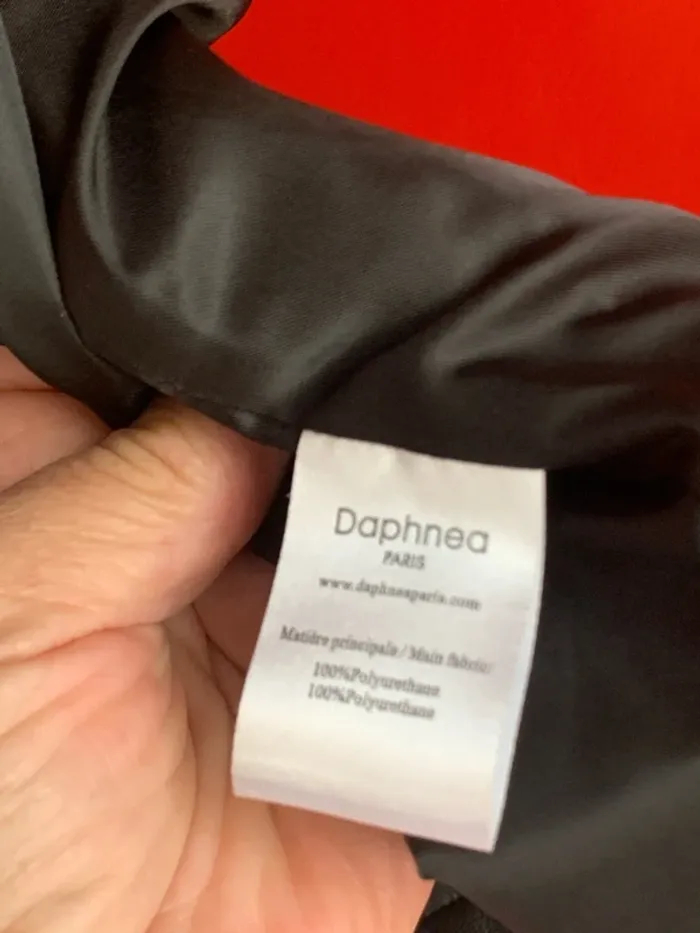 Daphnea
PARIS
www.daphneaparis.com
Matière principale / Main fabric:
100%Polyurethane
100%Polyurethane